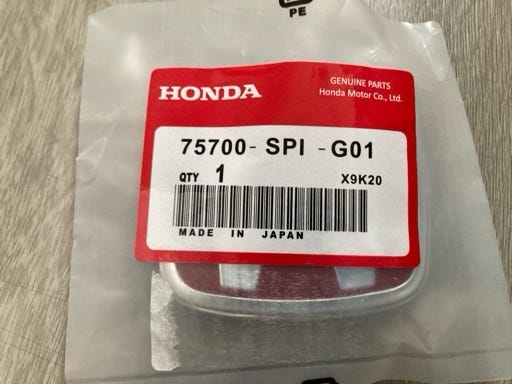 PE
HONDA
GENUINE PARTS
Honda Motor Co., Ltd.
75700- SPI -G01
QTY 1
X9K20
MADE IN JAPAN